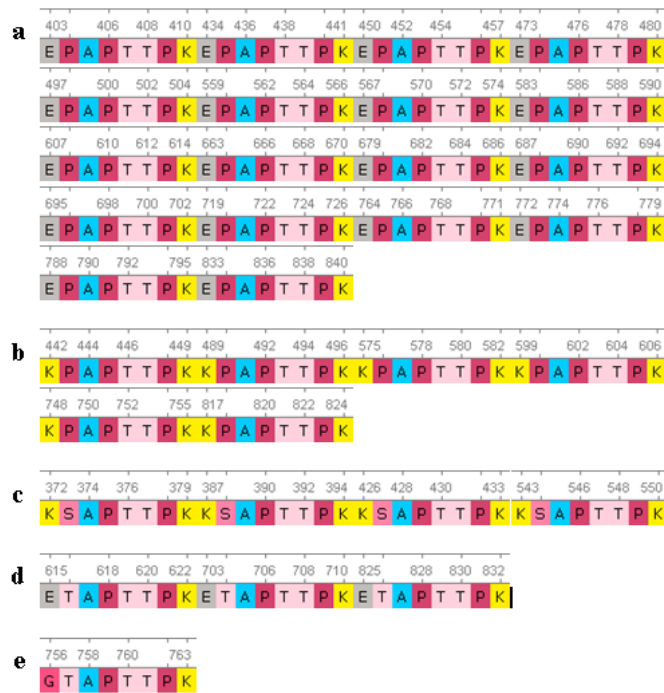 403 406 408 410 434 436 438 441 450 452 454 457 473 476 478 480
a E P A P T T P K E P A P T T P K E P A P T T P K E P A P T T P K
497 500 502 504 559 562 564 566 567 570 572 574 583 586 588 590
E P A P T T P K E P A P T T P K E P A P T T P K E P A P T T P K
607 610 612 614 663 666 668 670 679 682 684 686 687 690 692 694
E P A P T T P K E P A P T T P K E P A P T T P K E P A P T T P K
695 698 700 702 719 722 724 726 764 766 768 771 772 774 776 779
E P A P T T P K E P A P T T P K E P A P T T P K E P A P T T P K
788 790 792 795 833 836 838 840
E P A P T T P K E P A P T T P K
442 444 446 449 489 492 494 496 575 578 580 582 599 602 604 606
b K P A P T T P K K P A P T T P K K P A P T T P K K P A P T T P K
748 750 752 755 817 820 822 824
K P A P T T P K K P A P T T P K
372 374 376 379 387 390 392 394 426 428 430 433 543 546 548 550
c K S A P T T P K K S A P T T P K K S A P T T P K K S A P T T P K
615 618 620 622 703 706 708 710 825 828 830 832
d E T A P T T P K E T A P T T P K E T A P T T P K
756 758 760 763
e G T A P T T P K